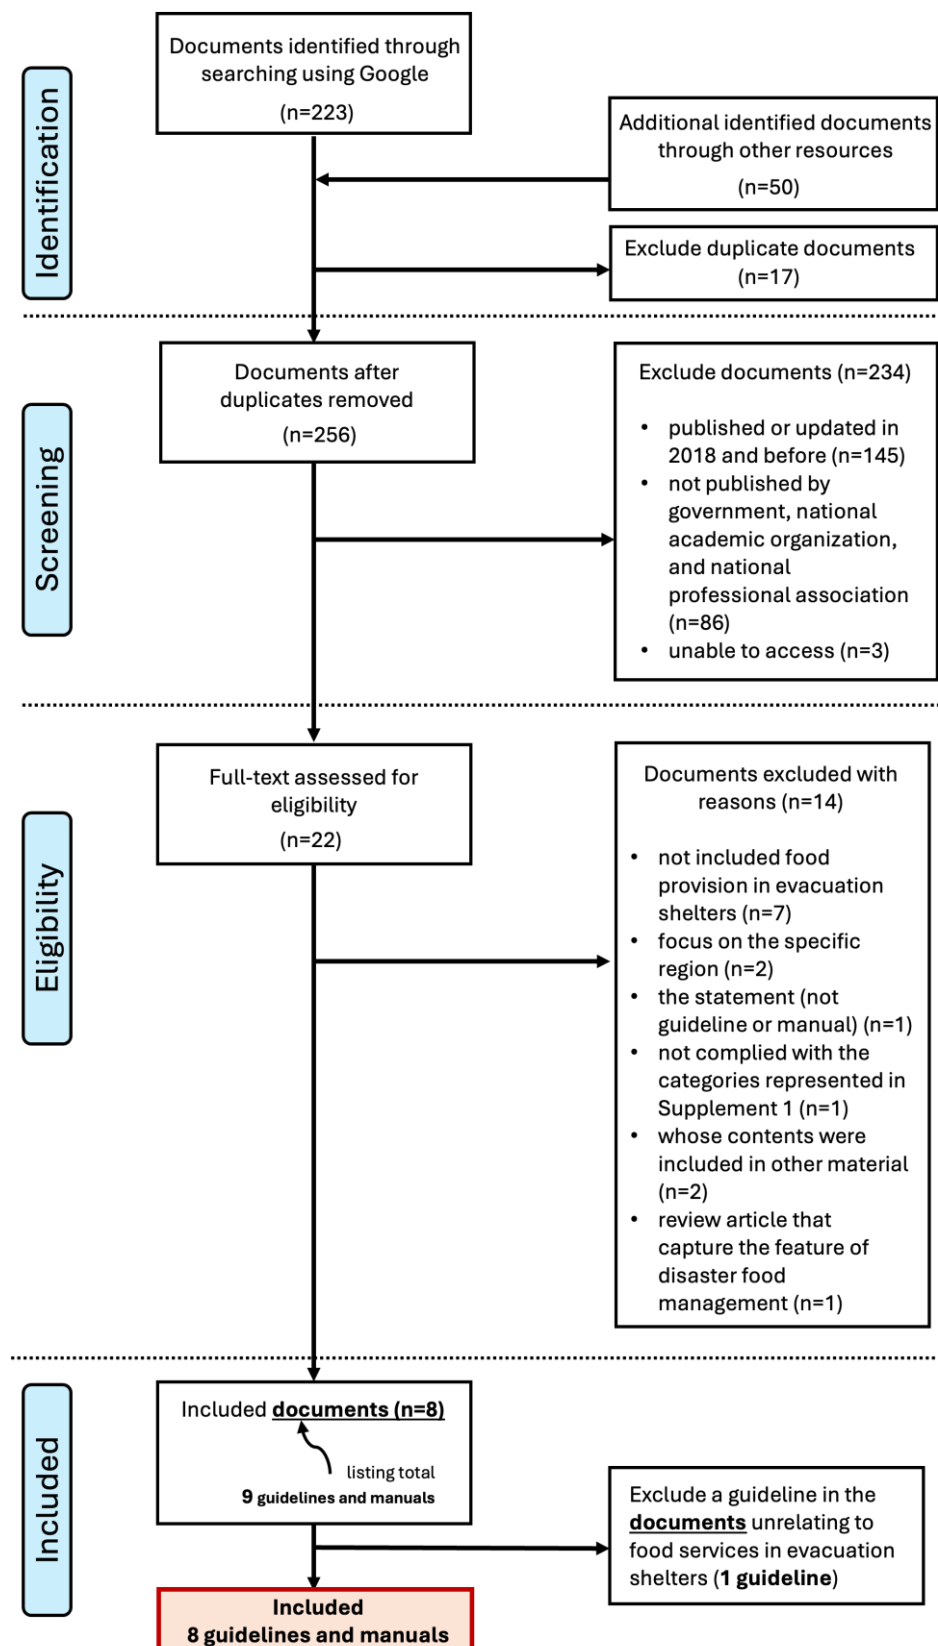 Identification
Documents identified through
searching using Google
(n=223)
Additional identified documents
through other resources
(n=50)
Exclude duplicate documents
(n=17)
Screening
Documents after
duplicates removed
(n=256)
Exclude documents (n=234)
• published or updated in
2018 and before (n=145)
• not published by
government, national
academic organization,
and national
professional association
(n=86)
• unable to access (n=3)
Eligibility
Full-text assessed for
eligibility
(n=22)
Documents excluded with
reasons (n=14)
• not included food
provision in evacuation
shelters (n=7)
• focus on the specific
region (n=2)
• the statement (not
guideline or manual) (n=1)
• not complied with the
categories represented in
Supplement 1 (n=1)
• whose contents were
included in other material
(n=2)
• review article that
capture the feature of
disaster food
management (n=1)
Included
Included documents (n=8)
listing total
9 guidelines and manuals
Exclude a guideline in the
documents unrelating to
food services in evacuation
shelters (1 guideline)
Included
8 guidelines and manuals